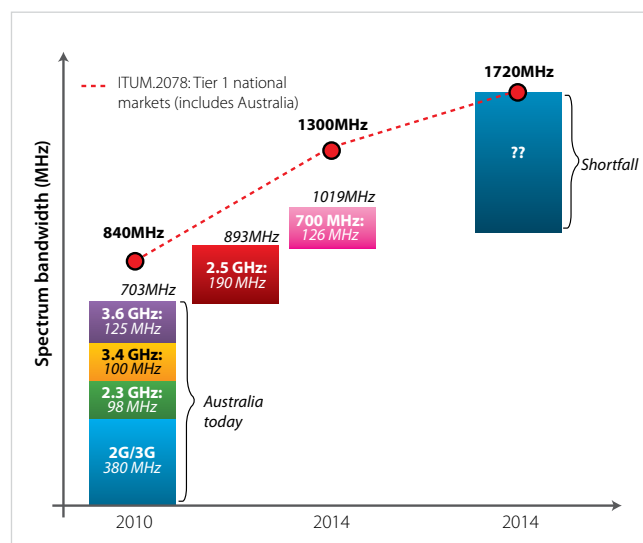 ITUM.2078: Tier 1 national
markets (includes Australia)
1720MHz
1300MHz
??
Shortfall
1019MHz
700 MHz:
126 MHz
840MHz
893MHz
2.5 GHz:
190 MHz
703MHz
3.6 GHz:
125 MHz
3.4 GHz:
100 MHz
2.3 GHz:
98 MHz
Australia
today
2G/3G
380 MHz
Spectrum bandwidth (MHz)
2010
2014
2014